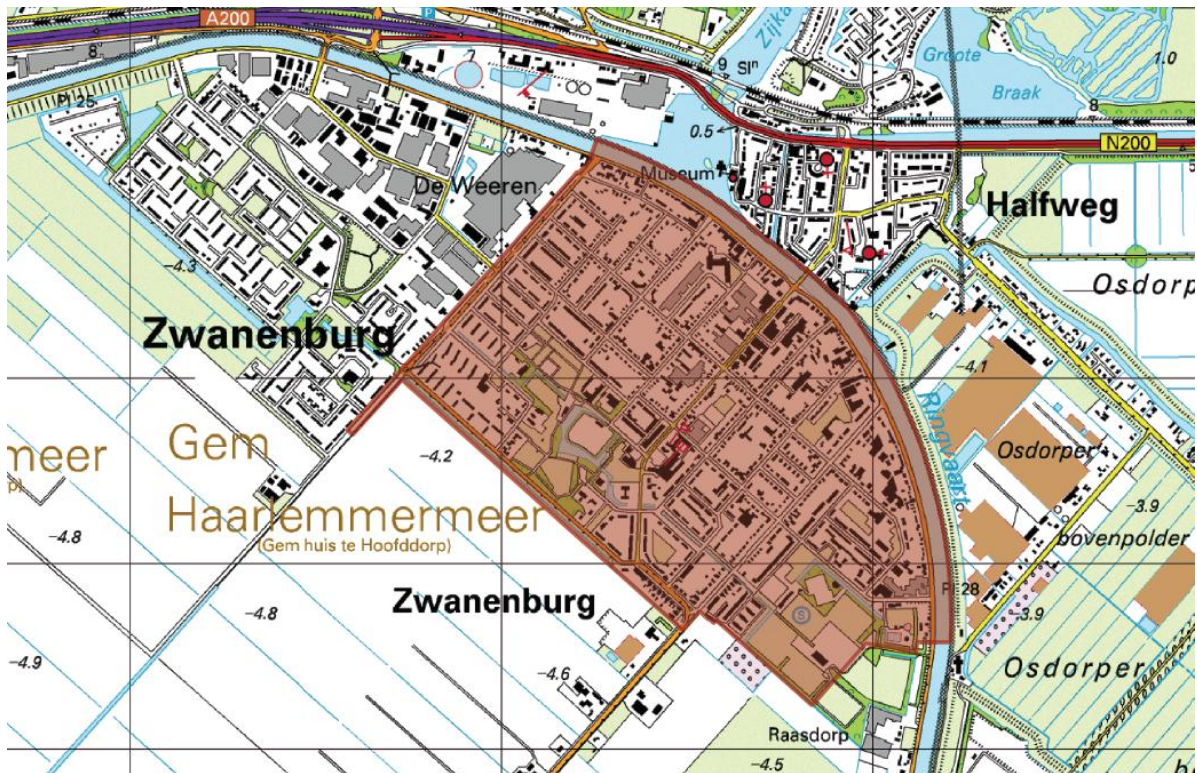 A200
P
8
7
9
Sl^n
Zijka
Groote
Braak
1.0
8
Pl 25
0.5
N200
De Weeren
Museum
Halfweg
-4.3
Osdorp
Zwanenburg
-4.1
Ringvaart
meer
Gem
-4.2
Osdorper
Haarlemmermeer
(Gem huis te Hoofddorp)
-4.8
-3.9
bovenpolder
Zwanenburg
28
-4.8
-3.9
S
-4.9
-4.6
Osdorper
Raasdorp
-4.5